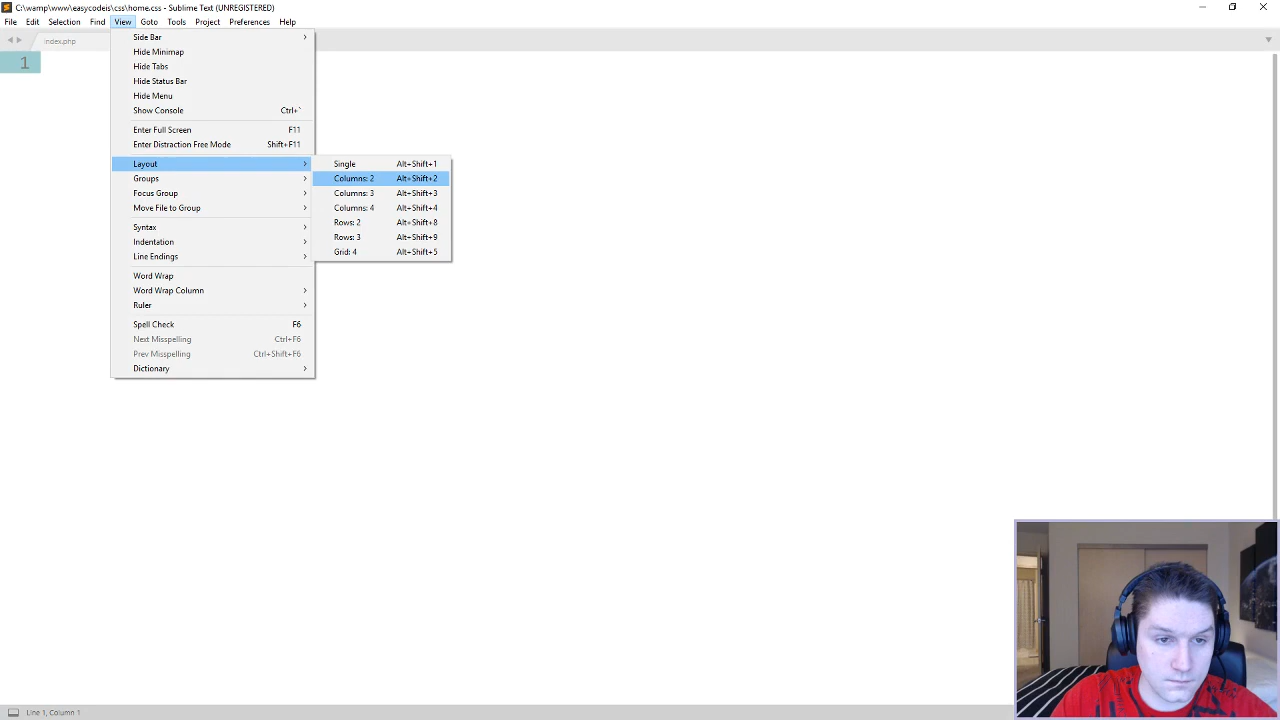 C:\wamp\www\easycodeis\css\home.css - Sublime Text (UNREGISTERED)
File Edit Selection Find View Goto Tools Project Preferences Help
index.php
1
Side Bar
Hide Minimap
Hide Tabs
Hide Status Bar
Hide Menu
Show Console Ctrl+`
Enter Full Screen F11
Enter Distraction Free Mode Shift+F11
Layout
Groups
Focus Group
Move File to Group
Syntax
Indentation
Line Endings
Word Wrap
Word Wrap Column
Ruler
Spell Check F6
Next Misspelling Ctrl+F6
Prev Misspelling Ctrl+Shift+F6
Dictionary
Single Alt+Shift+1
Columns: 2 Alt+Shift+2
Columns: 3 Alt+Shift+3
Columns: 4 Alt+Shift+4
Rows: 2 Alt+Shift+8
Rows: 3 Alt+Shift+9
Grid: 4 Alt+Shift+5
Line 1, Column 1